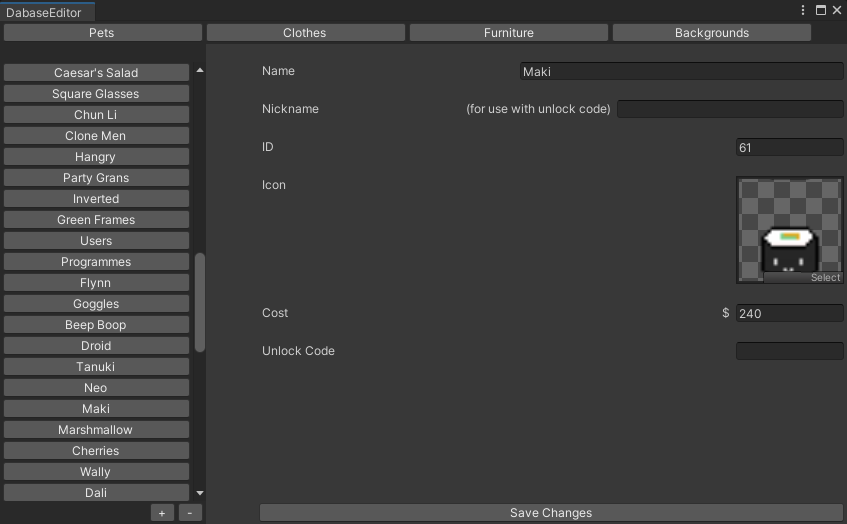 DabaseEditor
Pets
Clothes
Furniture
Backgrounds
Caesar's Salad
Square Glasses
Chun Li
Clone Men
Hangry
Party Grans
Inverted
Green Frames
Users
Programmes
Flynn
Goggles
Beep Boop
Droid
Tanuki
Neo
Maki
Marshmallow
Cherries
Wally
Dali
+ -
Name Maki
Nickname (for use with unlock code)
ID 61
Icon
Select
Cost $ 240
Unlock Code
Save Changes